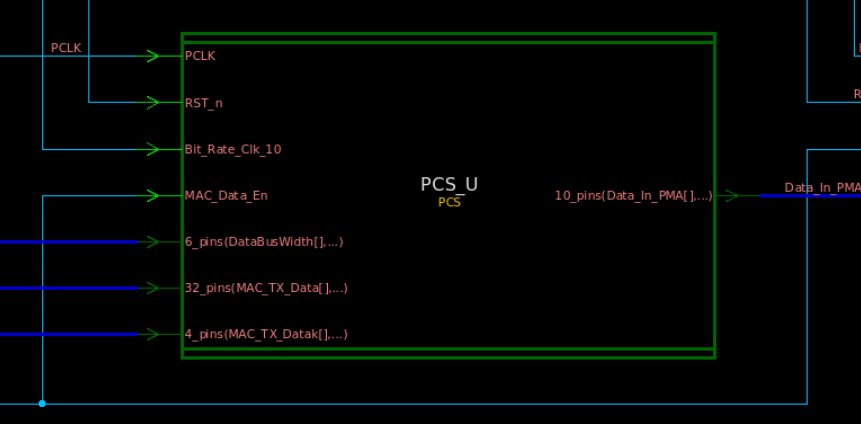 PCLK
PCLK
RST_n
Bit_Rate_Clk_10
MAC_Data_En
6_pins(DataBusWidth[],...)
32_pins(MAC_TX_Data[],...)
4_pins(MAC_TX_Datak[],...)
PCS_U
PCS
10_pins(Data_In_PMA[],...)
Data_In_PMA
R